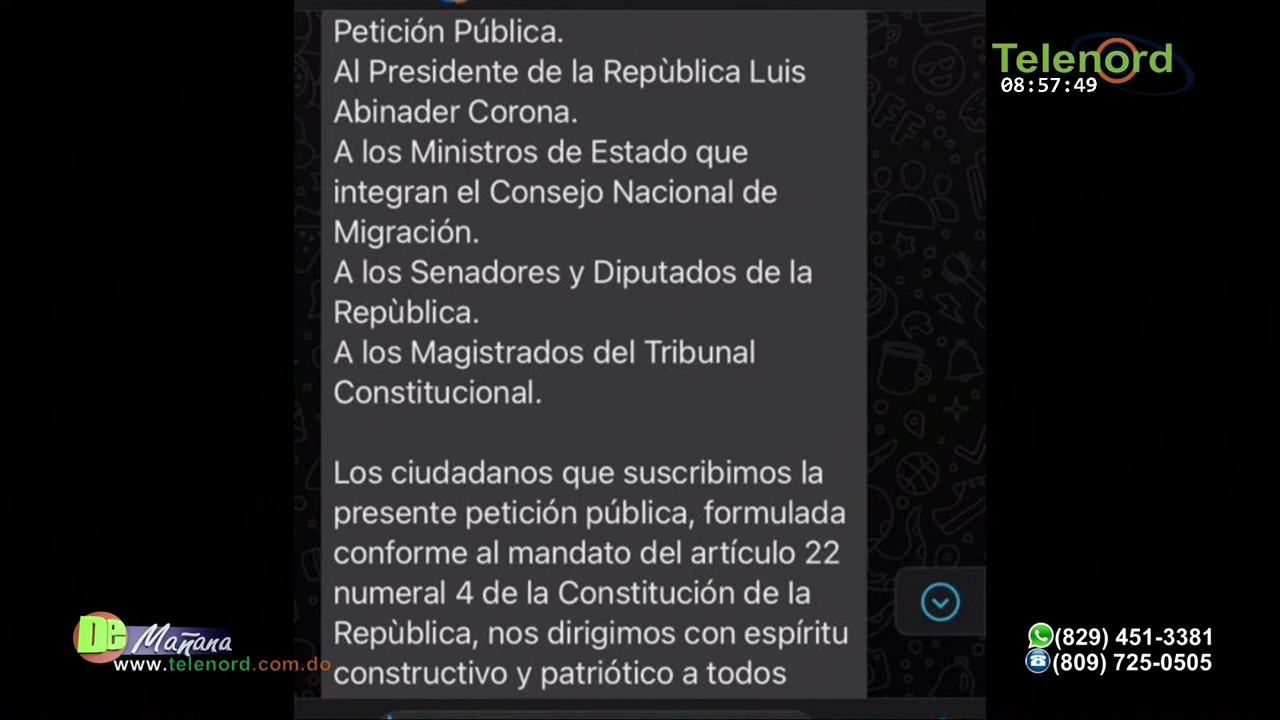 Petición Pública.
Al Presidente de la Repùblica Luis
Abinader Corona.
A los Ministros de Estado que
integran el Consejo Nacional de
Migración.
A los Senadores y Diputados de la
Repùblica.
A los Magistrados del Tribunal
Constitucional.
Los ciudadanos que suscribimos la
presente petición pública, formulada
conforme al mandato del artículo 22
numeral 4 de la Constitución de la
Repùblica, nos dirigimos con espíritu
constructivo y patriótico a todos
Telenord
08:57:49
De Mañana
www.telenord.com.do
(829) 451-3381
(809) 725-0505